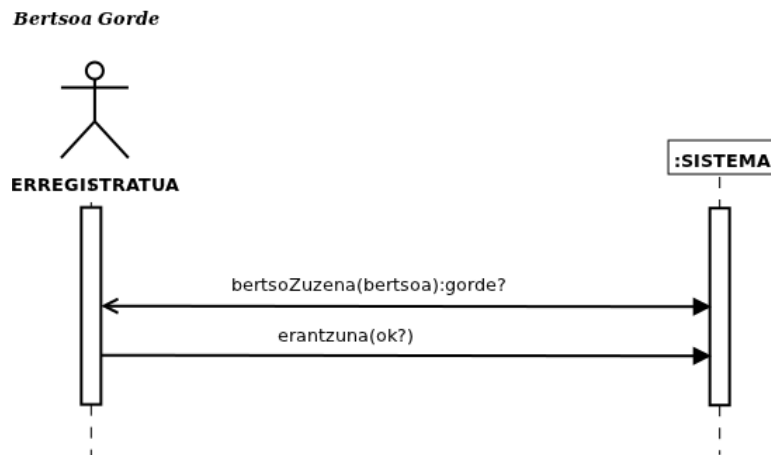 Bertsoa Gorde
:SISTEMA
ERREGISTRATUA
bertsoZuzena(bertsoa):gorde?
erantzuna(ok?)